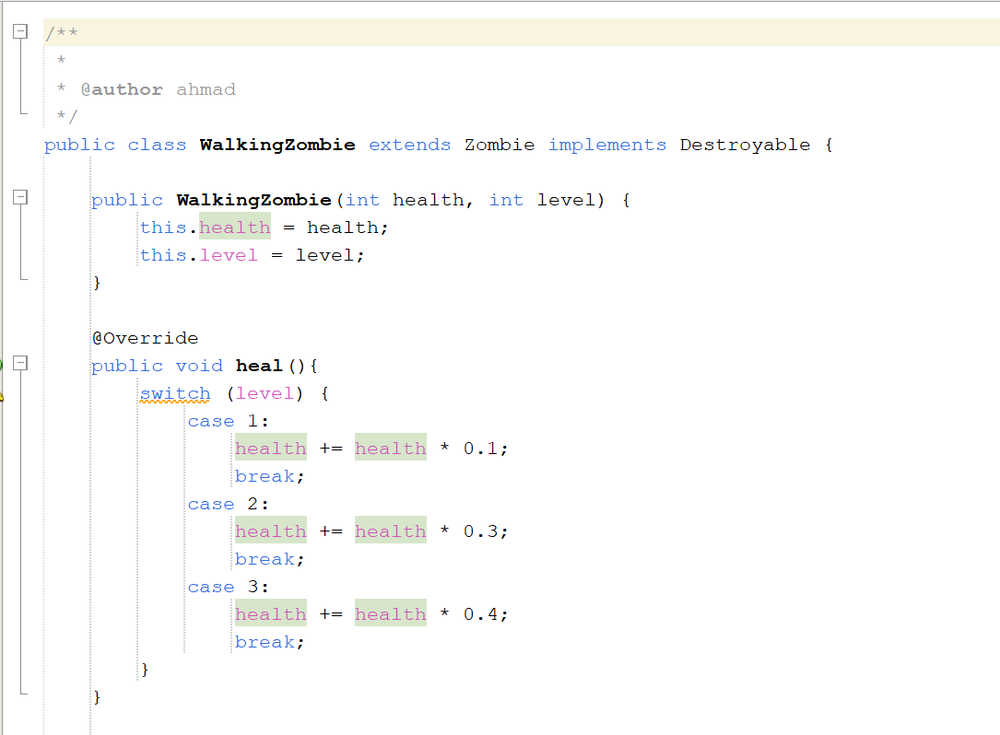 /**
 *
 * @author ahmad
 */
public class WalkingZombie extends Zombie implements Destroyable {

    public WalkingZombie(int health, int level) {
        this.health = health;
        this.level = level;
    }

    @Override
    public void heal(){
        switch (level) {
            case 1:
                health += health * 0.1;
                break;
            case 2:
                health += health * 0.3;
                break;
            case 3:
                health += health * 0.4;
                break;
        }
    }